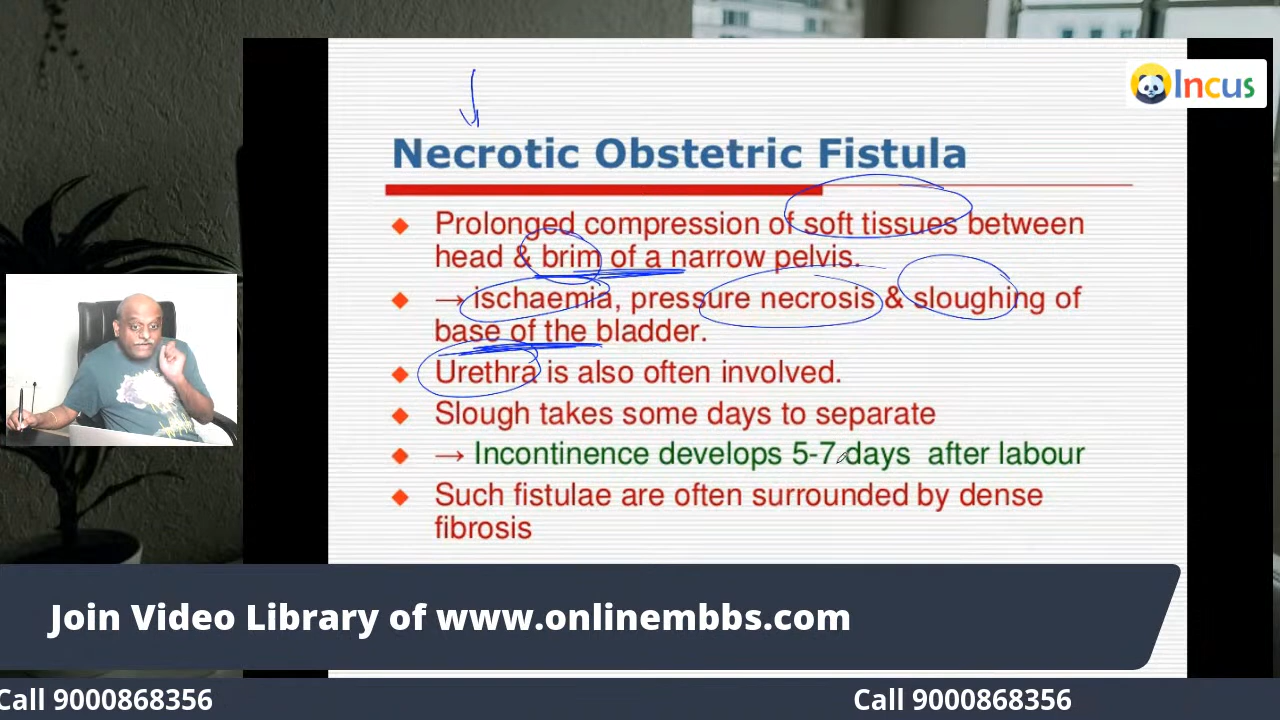 Incus
Necrotic Obstetric Fistula
Prolonged compression of soft tissues between
head & brim of a narrow pelvis.
→ ischaemia, pressure necrosis & sloughing of
base of the bladder.
Urethra is also often involved.
Slough takes some days to separate
→ Incontinence develops 5-7 days after labour
Such fistulae are often surrounded by dense
fibrosis
Join Video Library of www.onlinembbs.com
Call 9000868356
Call 9000868356